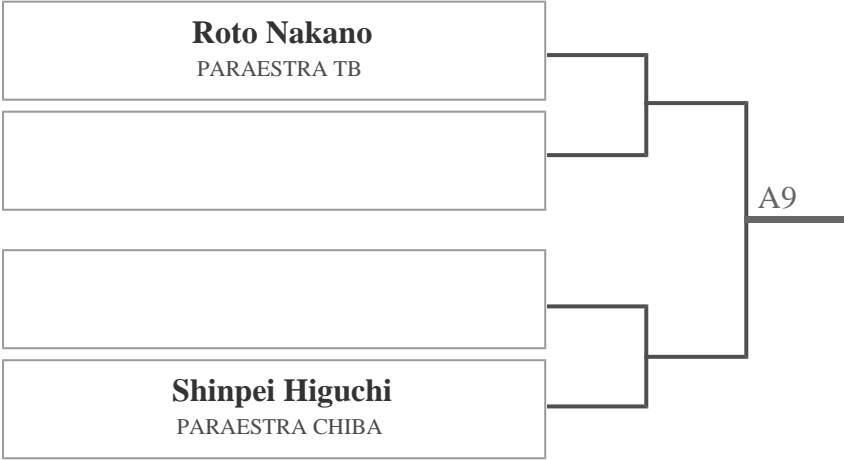 Roto Nakano
PARAESTRA TB
A9
Shinpei Higuchi
PARAESTRA CHIBA